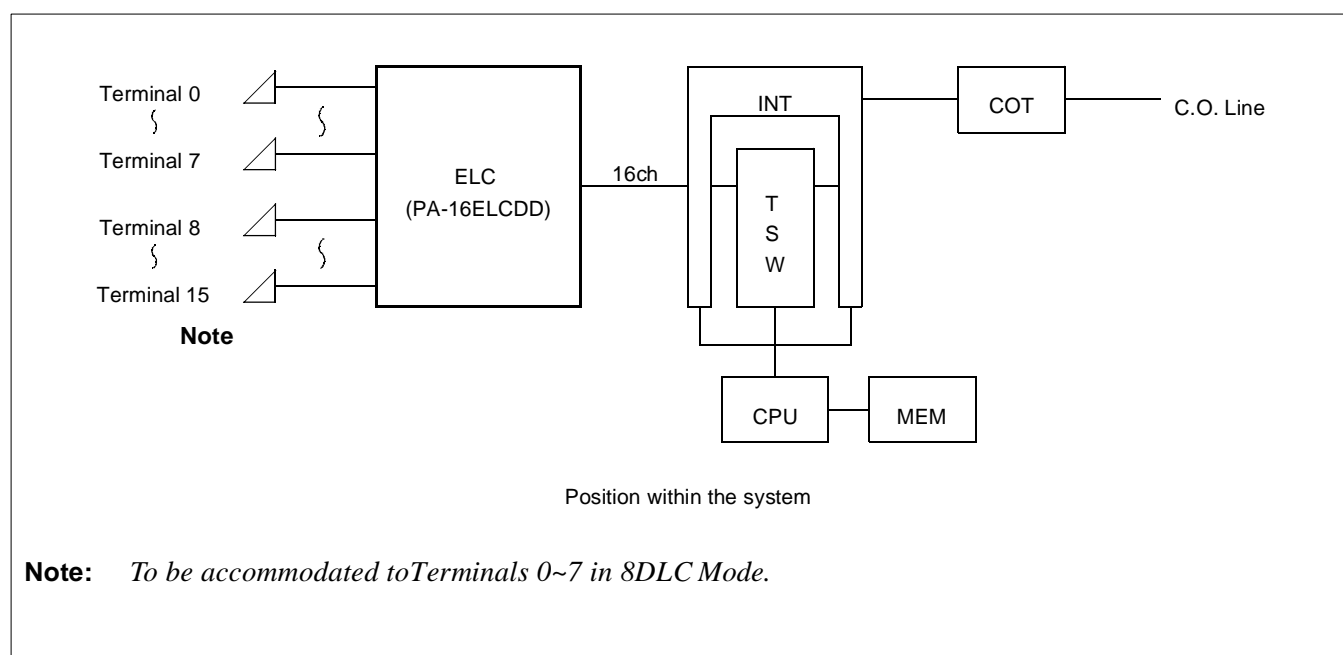 Terminal 0
Terminal 7
Terminal 8
Terminal 15
Note
ELC
(PA-16ELCDD)
16ch
INT
T
S
W
COT
C.O. Line
CPU
MEM
Position within the system
Note: To be accommodated toTerminals 0~7 in 8DLC Mode.